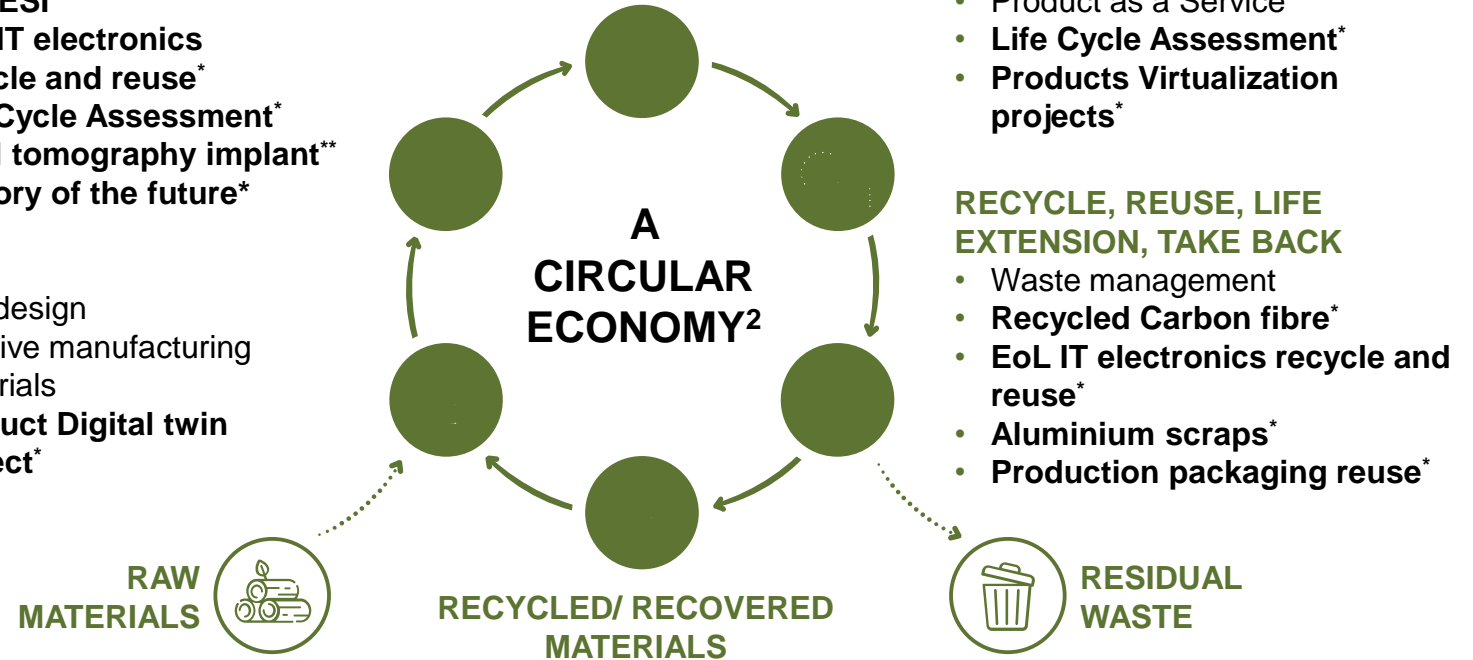 IT electronics
cle and reuse*
Cycle Assessment*
tomography implant**
ory of the future*
design
ive manufacturing
rials
uct Digital twin
ect*
RAW
MATERIALS
A
CIRCULAR
ECONOMY²
RECYCLED/ RECOVERED
MATERIALS
Product as a Service
• Life Cycle Assessment*
• Products Virtualization
projects*
RECYCLE, REUSE, LIFE
EXTENSION, TAKE BACK
• Waste management
• Recycled Carbon fibre*
• EoL IT electronics recycle and
reuse*
• Aluminium scraps*
• Production packaging reuse*
RESIDUAL
WASTE